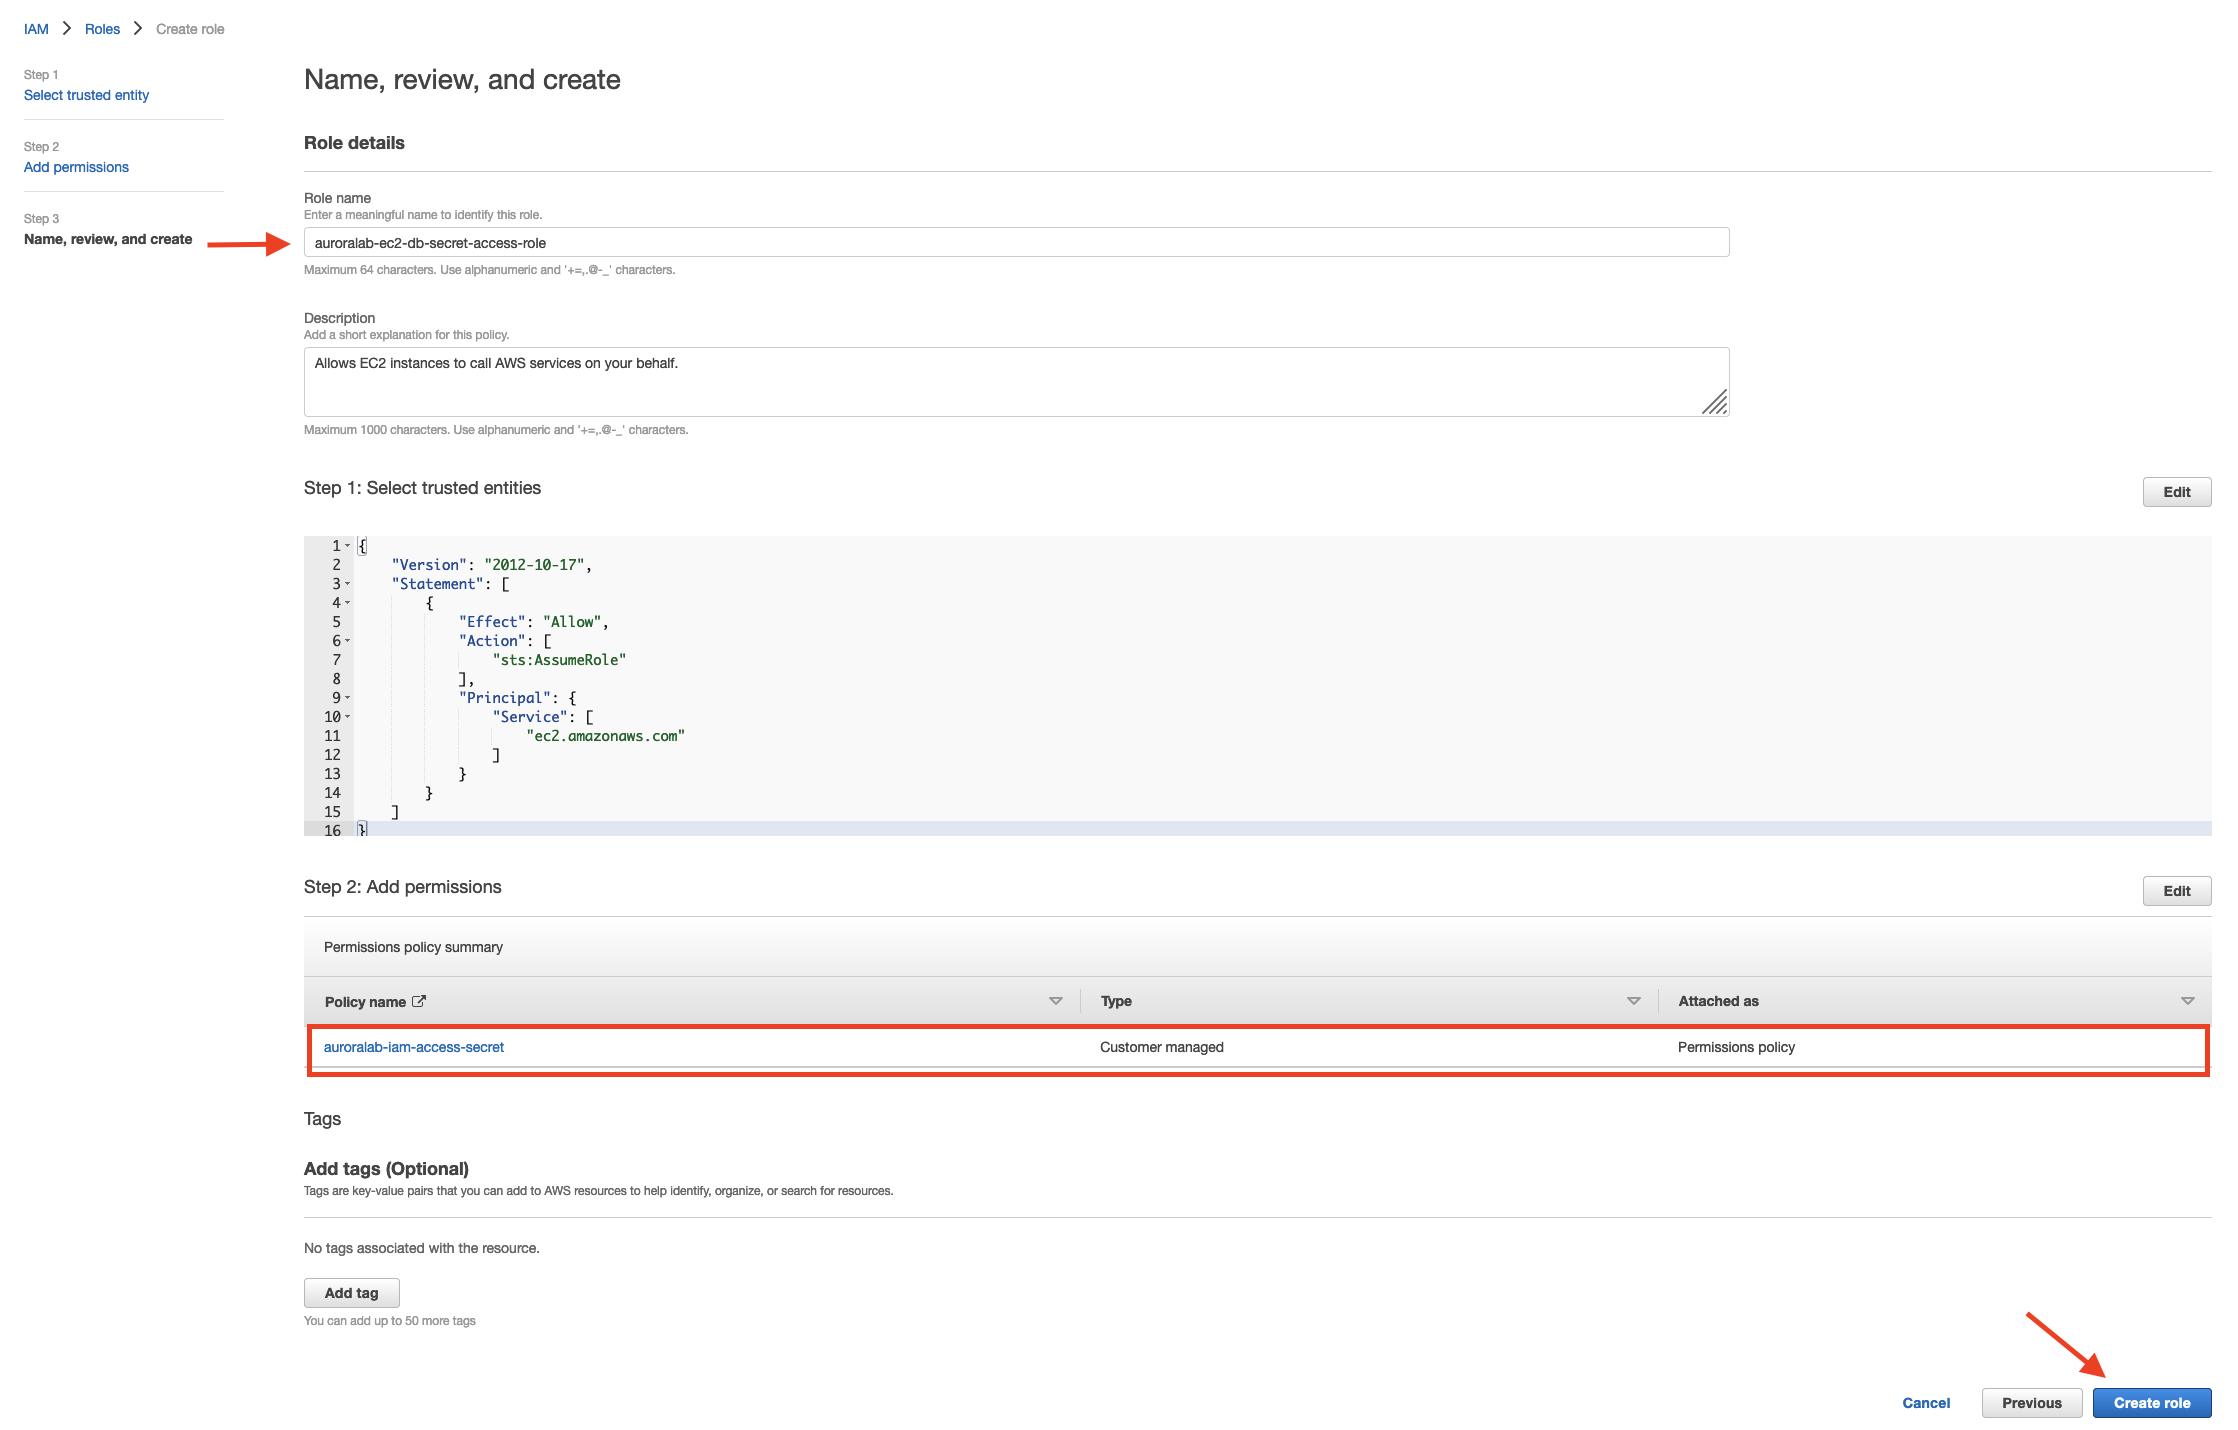 IAM > Roles > Create role
Step 1
Select trusted entity
Step 2
Add permissions
Step 3
Name, review, and create
Name, review, and create
Role details
Role name
Enter a meaningful name to identify this role.
auroralab-ec2-db-secret-access-role
Maximum 64 characters. Use alphanumeric and '+=,.@-_' characters.
Description
Add a short explanation for this policy.
Allows EC2 instances to call AWS services on your behalf.
Maximum 1000 characters. Use alphanumeric and '+=,.@-_' characters.
Step 1: Select trusted entities
Edit
1 {
2     "Version": "2012-10-17",
3     "Statement": [
4         {
5             "Effect": "Allow",
6             "Action": [
7                 "sts:AssumeRole"
8             ],
9             "Principal": {
10                 "Service": [
11                     "ec2.amazonaws.com"
12                 ]
13             }
14         }
15     ]
16 }
Step 2: Add permissions
Edit
Permissions policy summary
Policy name Type Attached as
auroralab-iam-access-secret Customer managed Permissions policy
Tags
Add tags (Optional)
Tags are key-value pairs that you can add to AWS resources to help identify, organize, or search for resources.
No tags associated with the resource.
Add tag
You can add up to 50 more tags
Cancel Previous Create role